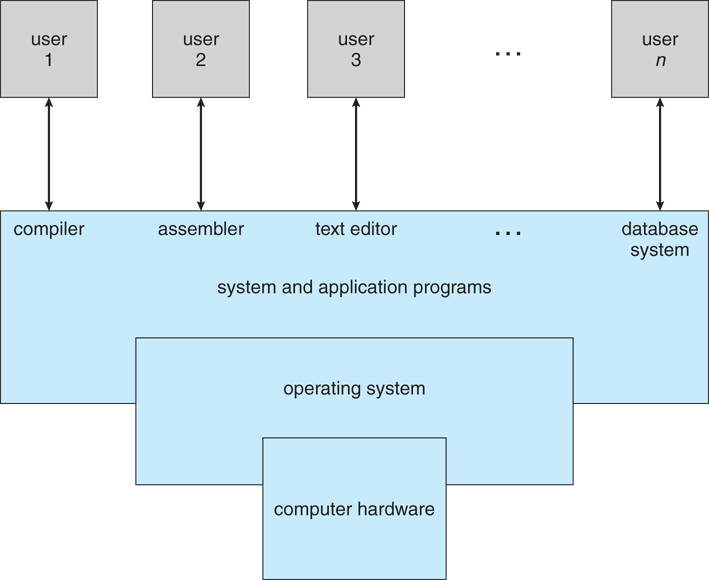 user
1
user
2
user
3
...
user
n
compiler
assembler
text editor
...
database
system
system and application programs
operating system
computer hardware